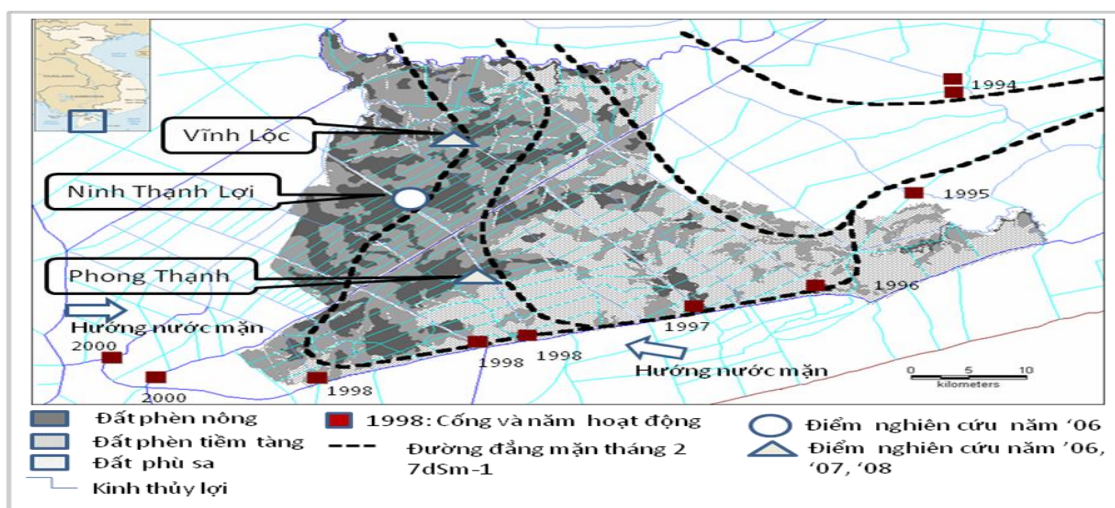 Vĩnh Lộc
Ninh Thạnh Lợi
Phong Thạnh
Hướng nước mặn
2000
2000
1998
1998
1998
1997
1996
1995
1994
Hướng nước mặn
0 5 10
kilometers
Đất phèn nông
Đất phèn tiềm tàng
Đất phù sa
Kinh thủy lợi
1998: Cống và năm hoạt động
Đường đẳng mặn tháng 2
7dSm-1
Điểm nghiên cứu năm ‘06
Điểm nghiên cứu năm ’06,
‘07, ‘08